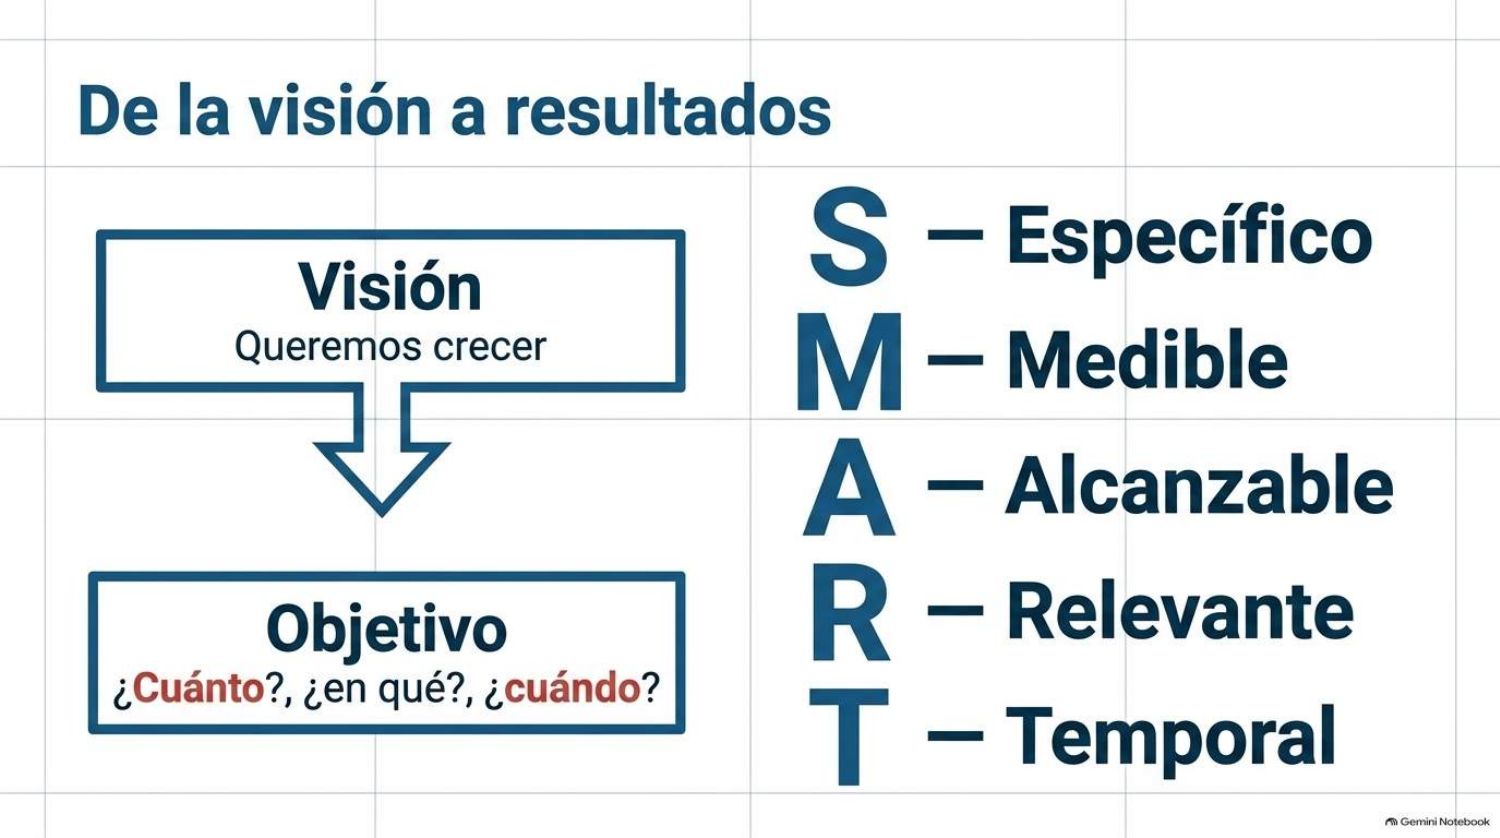 De la visión a resultados
Visión
Queremos crecer
Objetivo
¿Cuánto?, ¿en qué?, ¿cuándo?
S — Específico
M — Medible
A — Alcanzable
R — Relevante
T — Temporal
Gemini Notebook